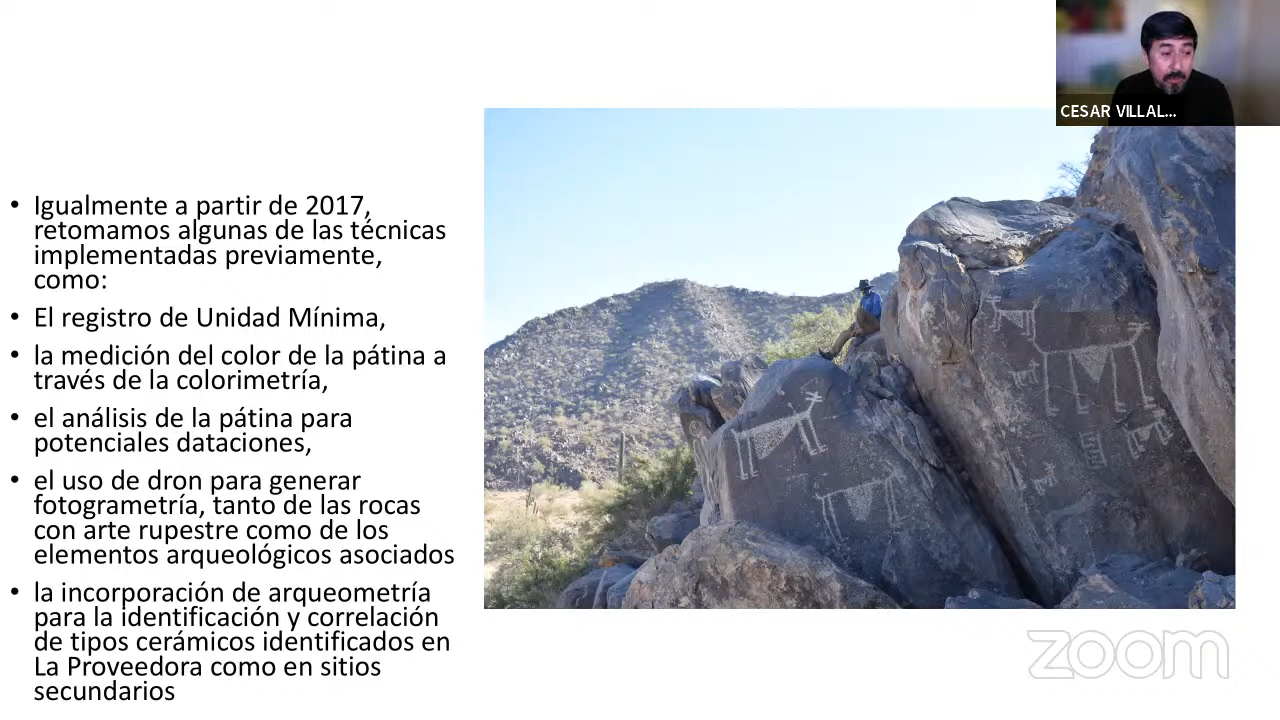 CESAR VILLAL...
• Igualmente a partir de 2017,
retomamos algunas de las técnicas
implementadas previamente,
como:
• El registro de Unidad Mínima,
• la medición del color de la pátina a
través de la colorimetría,
• el análisis de la pátina para
potenciales dataciones,
• el uso de dron para generar
fotogrametría, tanto de las rocas
con arte rupestre como de los
elementos arqueológicos asociados
• la incorporación de arqueometría
para la identificación y correlación
de tipos cerámicos identificados en
La Proveedora como en sitios
secundarios
zoom